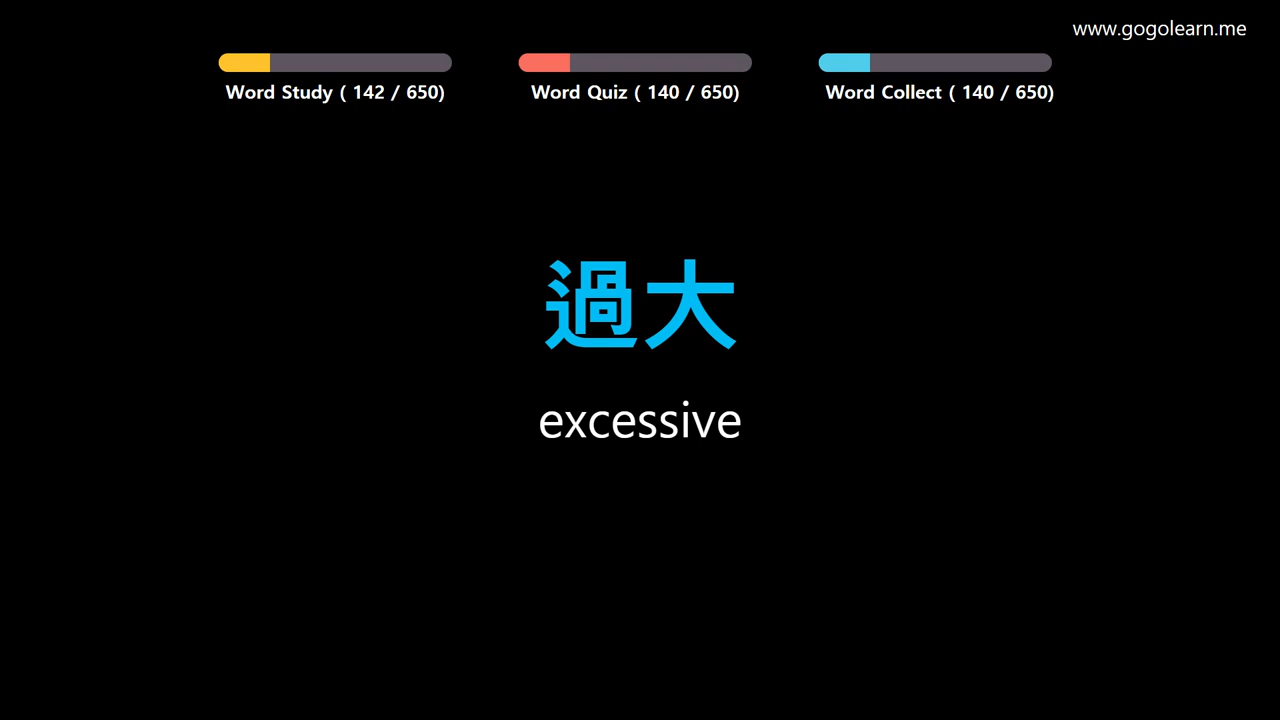 www.gogolearn.me
Word Study ( 142 / 650)
Word Quiz ( 140 / 650)
Word Collect ( 140 / 650)
過大
excessive